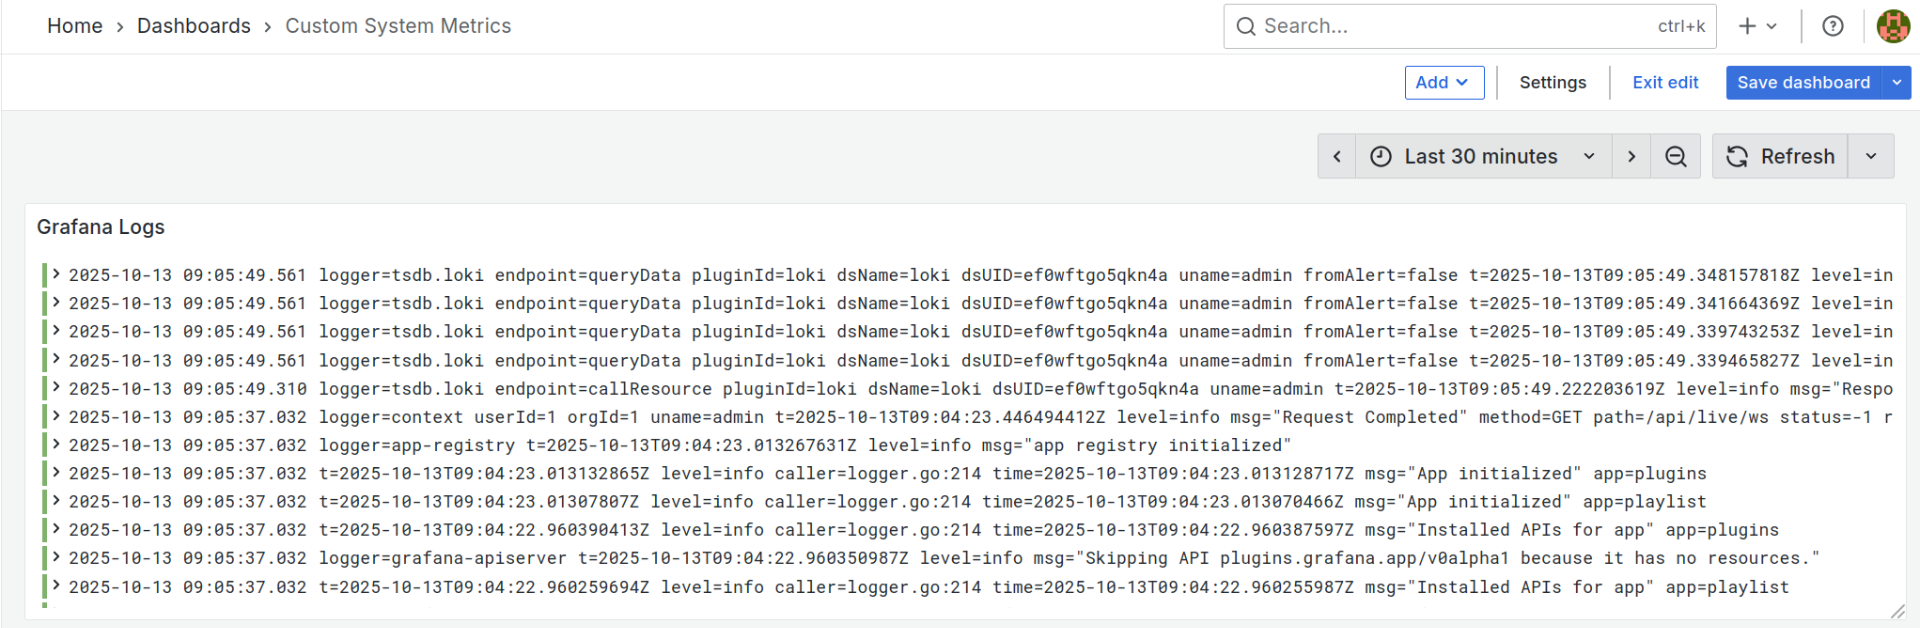 Home › Dashboards › Custom System Metrics
Search... ctrl+k
Add Settings Exit edit Save dashboard
Last 30 minutes Refresh
Grafana Logs
2025-10-13 09:05:49.561 logger=tsdb.loki endpoint=queryData pluginId=loki dsName=loki dsUID=ef0wftgo5qkn4a uname=admin fromAlert=false t=2025-10-13T09:05:49.348157818Z level=in
2025-10-13 09:05:49.561 logger=tsdb.loki endpoint=queryData pluginId=loki dsName=loki dsUID=ef0wftgo5qkn4a uname=admin fromAlert=false t=2025-10-13T09:05:49.341664369Z level=in
2025-10-13 09:05:49.561 logger=tsdb.loki endpoint=queryData pluginId=loki dsName=loki dsUID=ef0wftgo5qkn4a uname=admin fromAlert=false t=2025-10-13T09:05:49.339743253Z level=in
2025-10-13 09:05:49.561 logger=tsdb.loki endpoint=queryData pluginId=loki dsName=loki dsUID=ef0wftgo5qkn4a uname=admin fromAlert=false t=2025-10-13T09:05:49.339465827Z level=in
2025-10-13 09:05:49.310 logger=tsdb.loki endpoint=callResource pluginId=loki dsName=loki dsUID=ef0wftgo5qkn4a uname=admin t=2025-10-13T09:05:49.222203619Z level=info msg="Respo
2025-10-13 09:05:37.032 logger=context userId=1 orgId=1 uname=admin t=2025-10-13T09:04:23.446494412Z level=info msg="Request Completed" method=GET path=/api/live/ws status=-1 r
2025-10-13 09:05:37.032 logger=app-registry t=2025-10-13T09:04:23.013267631Z level=info msg="app registry initialized"
2025-10-13 09:05:37.032 t=2025-10-13T09:04:23.013132865Z level=info caller=logger.go:214 time=2025-10-13T09:04:23.013128717Z msg="App initialized" app=plugins
2025-10-13 09:05:37.032 t=2025-10-13T09:04:23.01307807Z level=info caller=logger.go:214 time=2025-10-13T09:04:23.013070466Z msg="App initialized" app=playlist
2025-10-13 09:05:37.032 t=2025-10-13T09:04:22.960390413Z level=info caller=logger.go:214 time=2025-10-13T09:04:22.960387597Z msg="Installed APIs for app" app=plugins
2025-10-13 09:05:37.032 logger=grafana-apiserver t=2025-10-13T09:04:22.960350987Z level=info msg="Skipping API plugins.grafana.app/v0alpha1 because it has no resources."
2025-10-13 09:05:37.032 t=2025-10-13T09:04:22.960259694Z level=info caller=logger.go:214 time=2025-10-13T09:04:22.960255987Z msg="Installed APIs for app" app=playlist